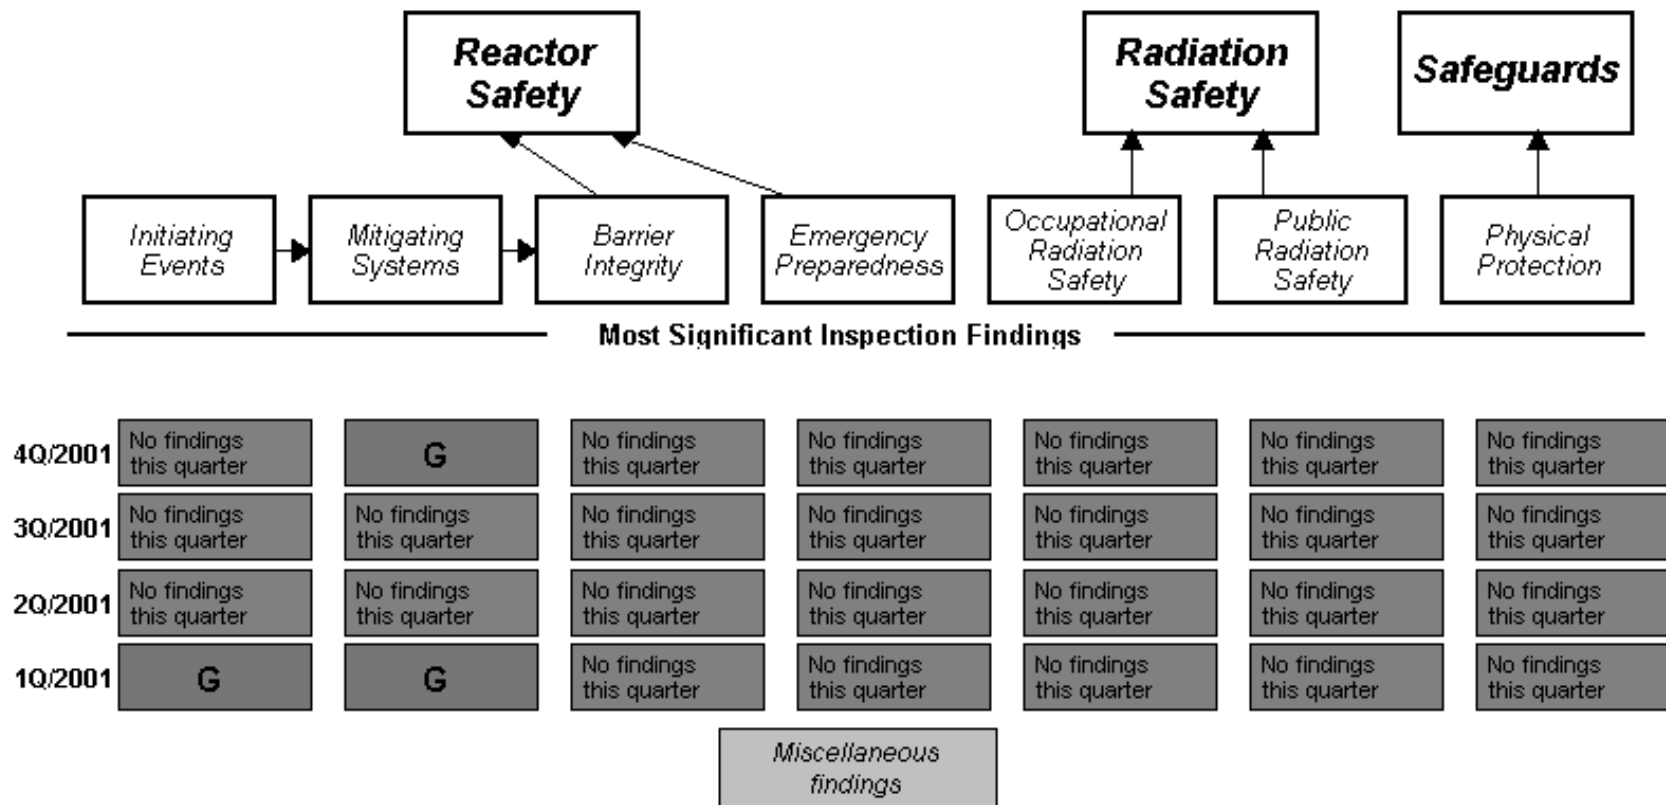 Reactor
Safety
Radiation
Safety
Safeguards
Initiating
Events
Mitigating
Systems
Barrier
Integrity
Emergency
Preparedness
Occupational
Radiation
Safety
Public
Radiation
Safety
Physical
Protection
Most Significant Inspection Findings
4Q/2001
No findings
this quarter
G
No findings
this quarter
No findings
this quarter
No findings
this quarter
No findings
this quarter
No findings
this quarter
3Q/2001
No findings
this quarter
No findings
this quarter
No findings
this quarter
No findings
this quarter
No findings
this quarter
No findings
this quarter
No findings
this quarter
2Q/2001
No findings
this quarter
No findings
this quarter
No findings
this quarter
No findings
this quarter
No findings
this quarter
No findings
this quarter
No findings
this quarter
1Q/2001
G
G
No findings
this quarter
No findings
this quarter
No findings
this quarter
No findings
this quarter
No findings
this quarter
Miscellaneous
findings